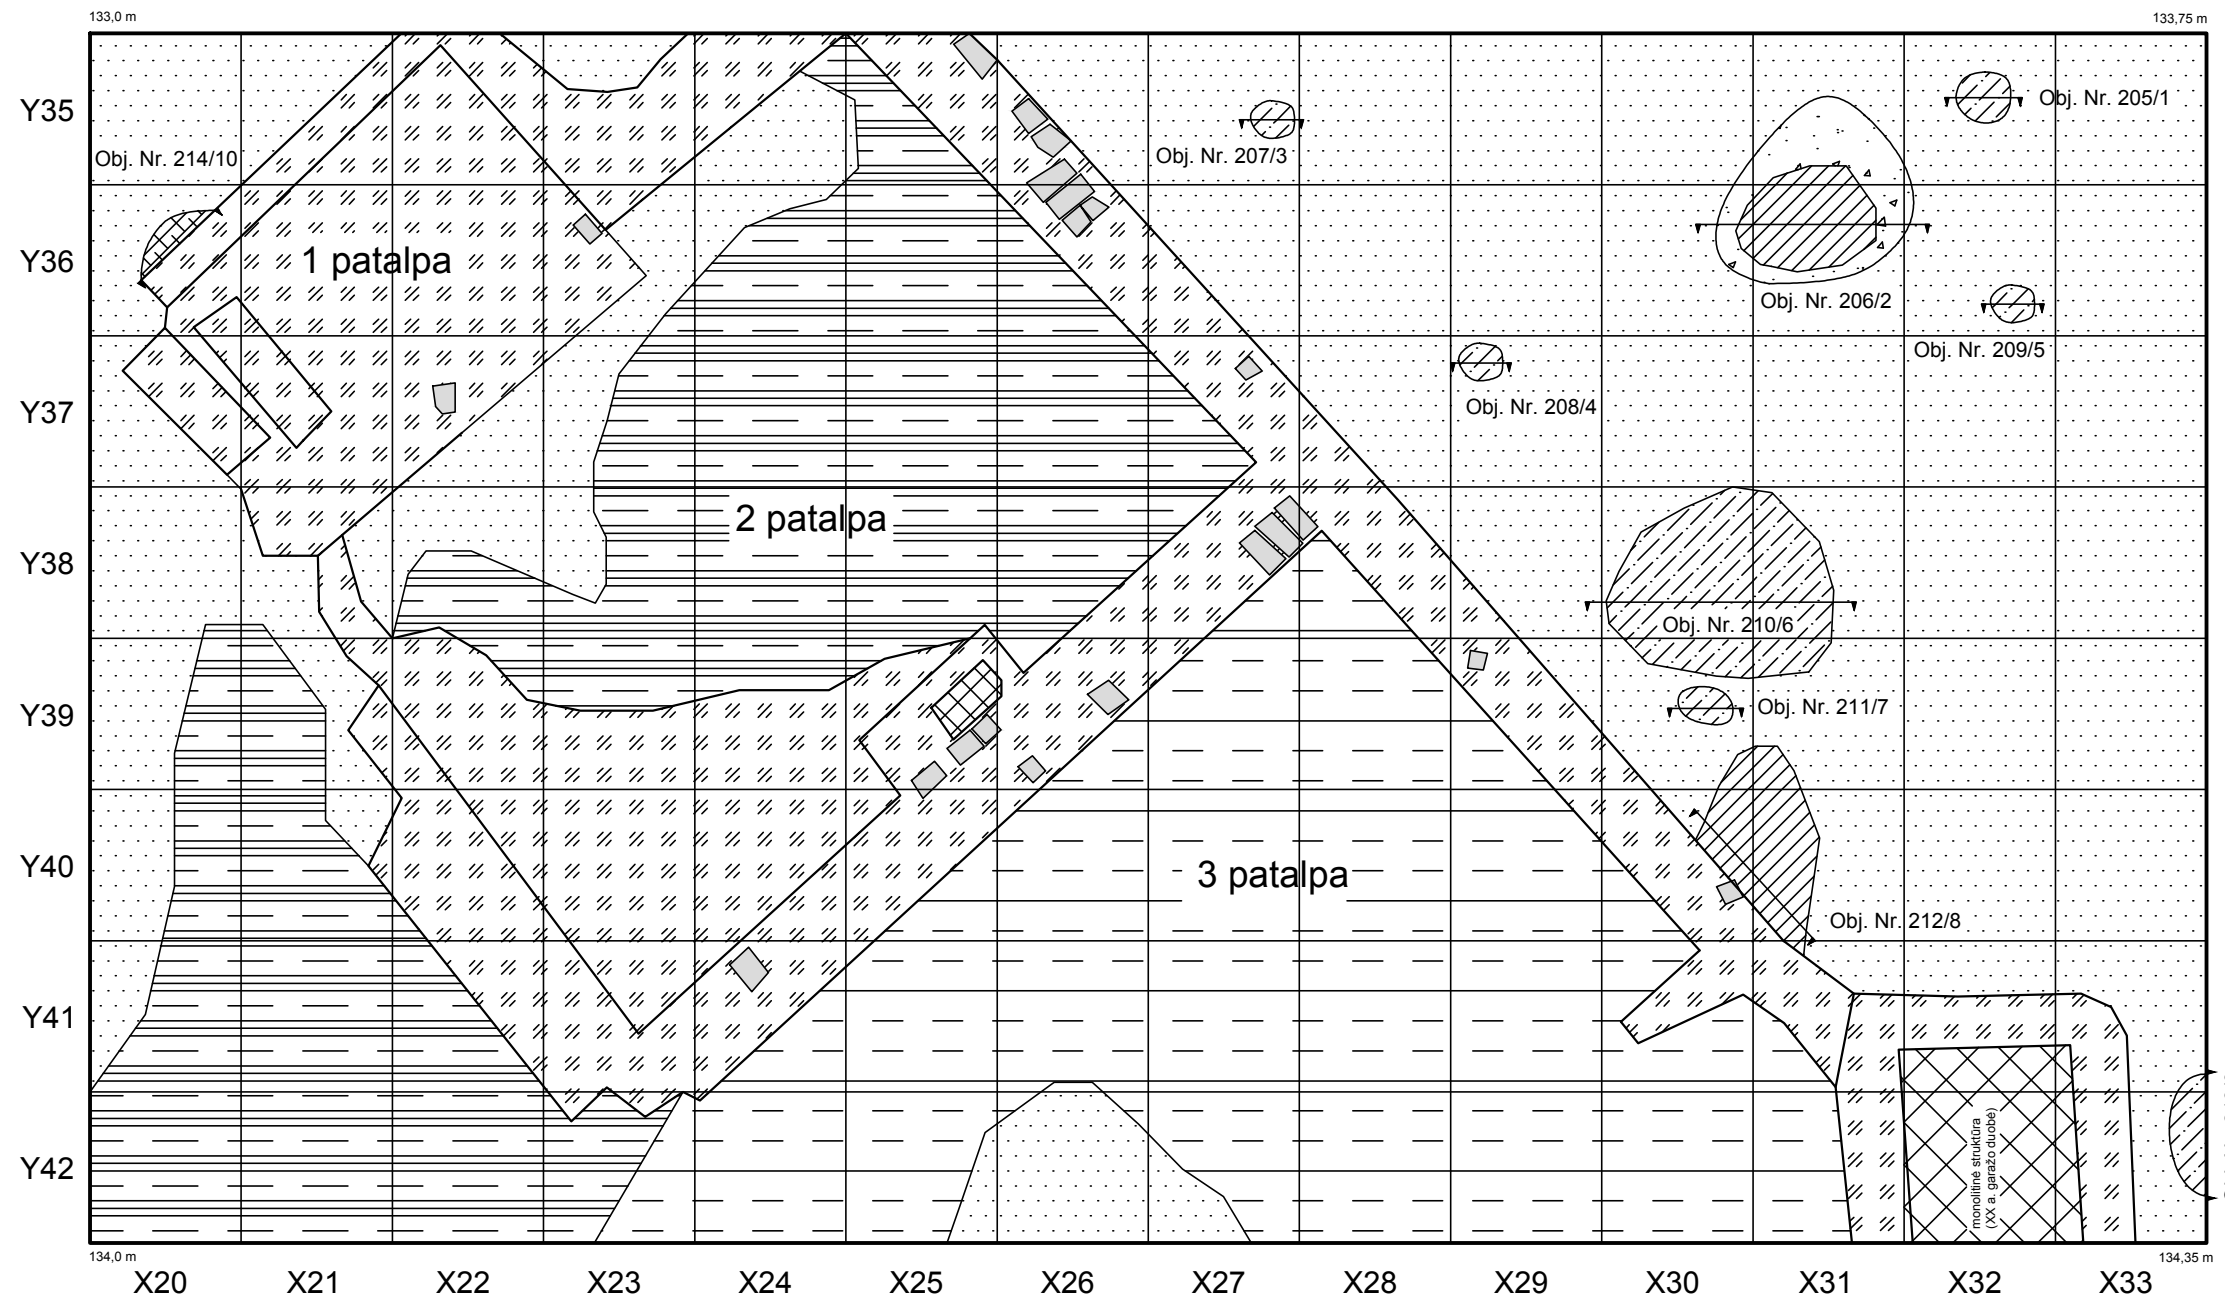 133,0 m
133,75 m
Y35
Obj. Nr. 205/1
Obj. Nr. 207/3
Obj. Nr. 214/10
Y36
1 patalpa
Obj. Nr. 206/2
Obj. Nr. 209/5
Y37
Obj. Nr. 208/4
2 patalpa
Y38
Obj. Nr. 210/6
Y39
Obj. Nr. 211/7
Y40
3 patalpa
Obj. Nr. 212/8
Y41
Y42
monolitinė struktūra
(XX a. garažo duobė)
134,0 m
134,35 m
X20 X21 X22 X23 X24 X25 X26 X27 X28 X29 X30 X31 X32 X33